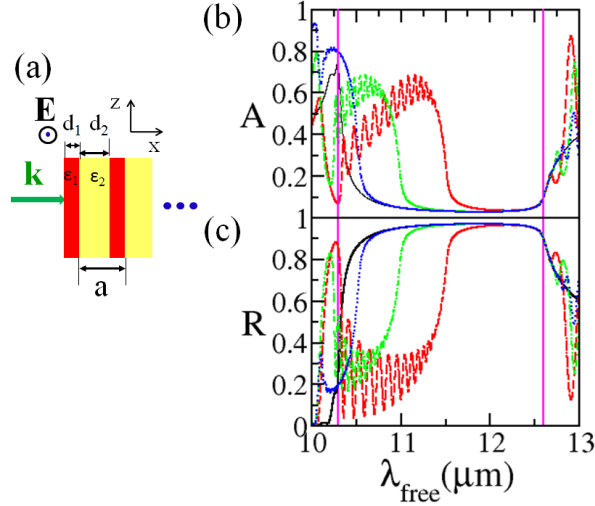 (a)
E
d₁ d₂
z
x
k
ε₁ ε₂
a
(b)
A
1
0.8
0.6
0.4
0.2
0
(c)
R
1
0.8
0.6
0.4
0.2
0
10 11 12 13
λfree(μm)